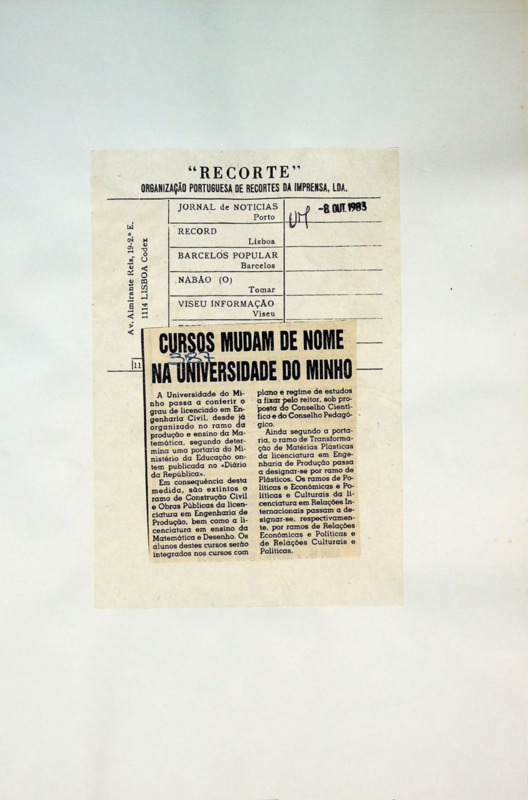 “RECORTE”
ORGANIZAÇÃO PORTUGUESA DE RECORTES DA IMPRENSA, LDA.
Av. Almirante Reis, 19-2.º E.
1114 LISBOA Codex
JORNAL de NOTICIAS
Porto
UM
-8 OUT. 1983
RECORD
Lisboa
BARCELOS POPULAR
Barcelos
NABÃO (O)
Tomar
VISEU INFORMAÇÃO
Viseu
11
CURSOS MUDAM DE NOME
NA UNIVERSIDADE DO MINHO
A Universidade do Mi-
nho passa a conferir o
grau de licenciado em En-
genharia Civil, desde já
organizado no ramo da
produção e ensino da Ma-
temática, segundo deter-
mina uma portaria do Mi-
nistério da Educação on-
tem publicada no «Diário
da República».
Em consequência desta
medida, são extintos o
ramo de Construção Civil
e Obras Públicas da licen-
ciatura em Engenharia de
Produção, bem como a li-
cenciatura em ensino da
Matemática e Desenho. Os
alunos destes cursos serão
integrados nos cursos com
plano e regime de estudos
a fixar pelo reitor, sob pro-
posta do Conselho Cientí-
fico e do Conselho Pedagó-
gico.
Ainda segundo a porta-
ria, o ramo de Transforma-
ção de Matérias Plásticas
da licenciatura em Enge-
nharia de Produção passa
a designar-se por ramo de
Plásticos. Os ramos de Po-
líticas e Económicas e Po-
líticas e Culturais da li-
cenciatura em Relações In-
ternacionais passam a de-
signar-se, respectivamen-
te, por ramos de Relações
Económicas e Políticas e
de Relações Culturais e
Políticas.